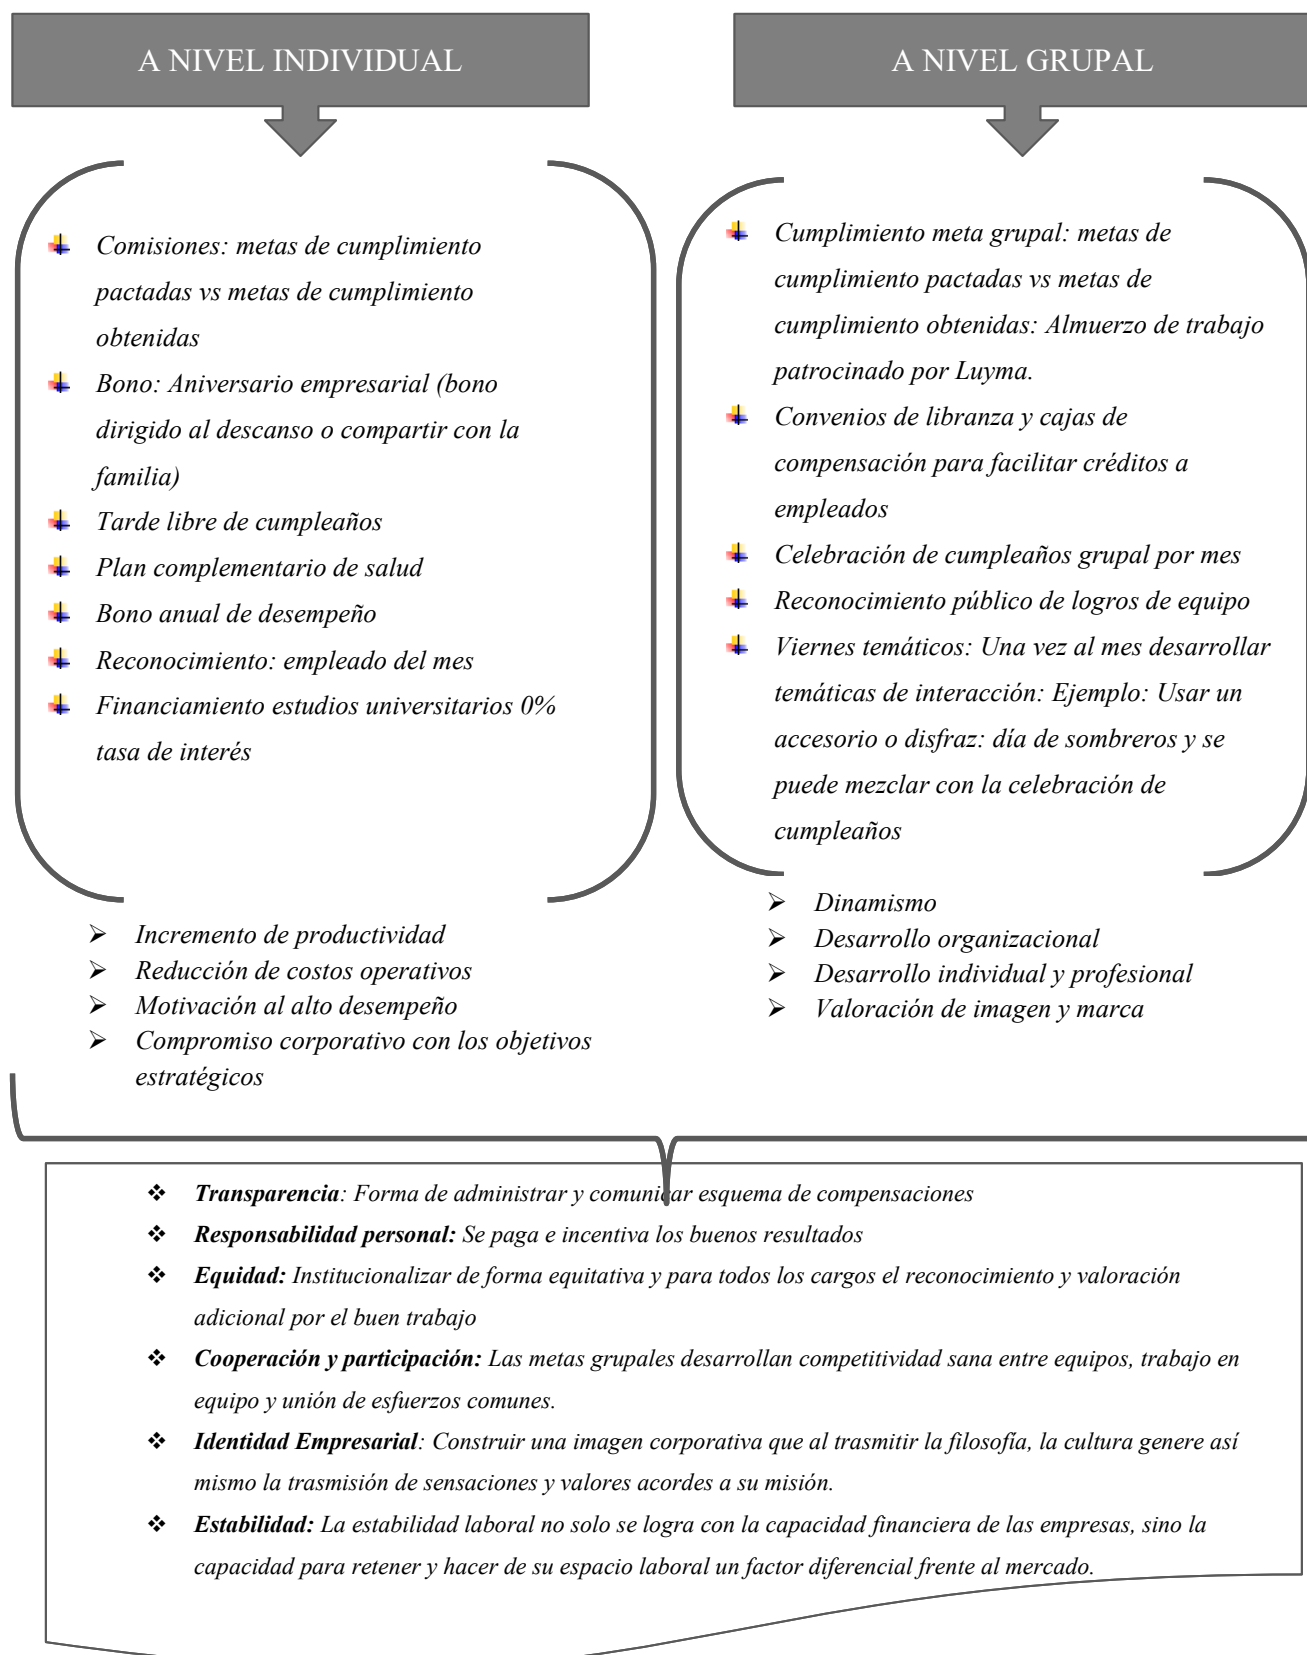 A NIVEL INDIVIDUAL
Comisiones: metas de cumplimiento
pactadas vs metas de cumplimiento
obtenidas
Bono: Aniversario empresarial (bono
dirigido al descanso o compartir con la
familia)
Tarde libre de cumpleaños
Plan complementario de salud
Bono anual de desempeño
Reconocimiento: empleado del mes
Financiamiento estudios universitarios 0%
tasa de interés
Incremento de productividad
Reducción de costos operativos
Motivación al alto desempeño
Compromiso corporativo con los objetivos
estratégicos
A NIVEL GRUPAL
Cumplimiento meta grupal: metas de
cumplimiento pactadas vs metas de
cumplimiento obtenidas: Almuerzo de trabajo
patrocinado por Luyma.
Convenios de libranza y cajas de
compensación para facilitar créditos a
empleados
Celebración de cumpleaños grupal por mes
Reconocimiento público de logros de equipo
Viernes temáticos: Una vez al mes desarrollar
temáticas de interacción: Ejemplo: Usar un
accesorio o disfraz: día de sombreros y se
puede mezclar con la celebración de
cumpleaños
Dinamismo
Desarrollo organizacional
Desarrollo individual y profesional
Valoración de imagen y marca
Transparencia: Forma de administrar y comunicar esquema de compensaciones
Responsabilidad personal: Se paga e incentiva los buenos resultados
Equidad: Institucionalizar de forma equitativa y para todos los cargos el reconocimiento y valoración
adicional por el buen trabajo
Cooperación y participación: Las metas grupales desarrollan competitividad sana entre equipos, trabajo en
equipo y unión de esfuerzos comunes.
Identidad Empresarial: Construir una imagen corporativa que al trasmitir la filosofía, la cultura genere así
mismo la trasmisión de sensaciones y valores acordes a su misión.
Estabilidad: La estabilidad laboral no solo se logra con la capacidad financiera de las empresas, sino la
capacidad para retener y hacer de su espacio laboral un factor diferencial frente al mercado.